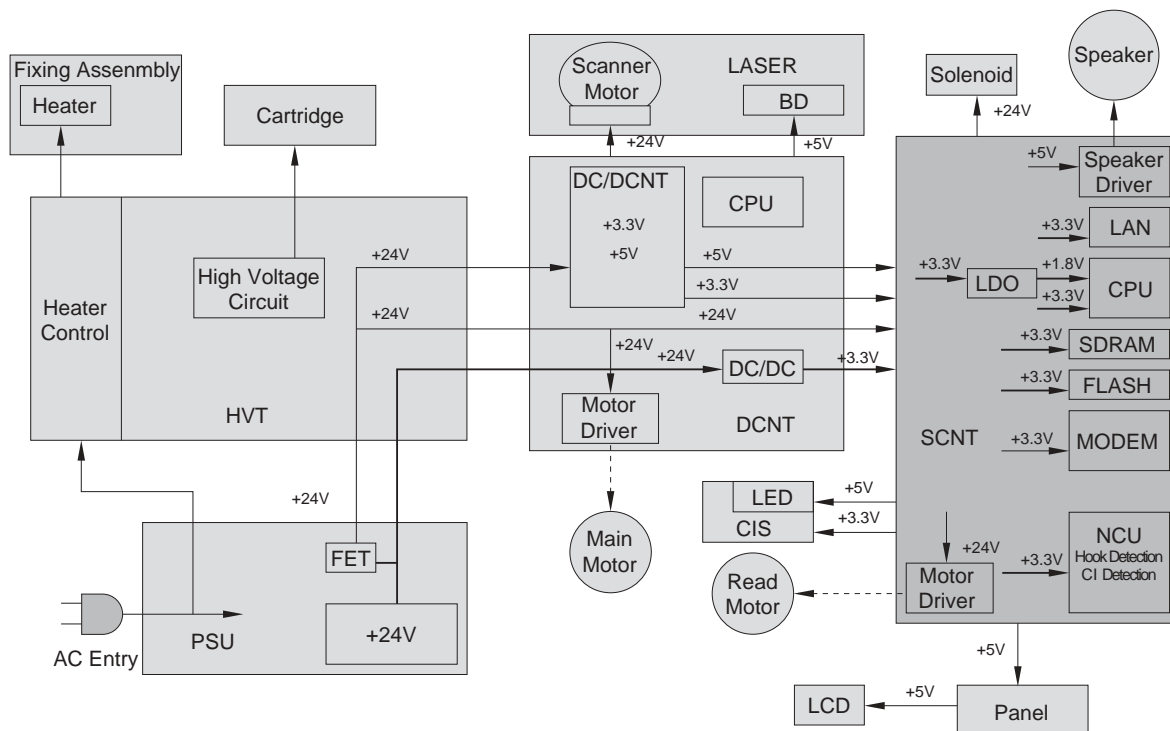 Fixing Assenmbly
Heater
Cartridge
Scanner
Motor
LASER
BD
+24V
+5V
Solenoid
+24V
Speaker
DC/DCNT
+3.3V
+5V
CPU
+5V
Speaker
Driver
+3.3V
LAN
+3.3V
LDO
+1.8V
+3.3V
CPU
+3.3V
SDRAM
+3.3V
FLASH
SCNT
+3.3V
MODEM
Heater
Control
High Voltage
Circuit
HVT
+24V
+5V
+3.3V
+24V
+24V
+24V
+24V
DC/DC
+3.3V
Motor
Driver
DCNT
+24V
FET
+24V
PSU
AC Entry
Main
Motor
LED
CIS
+5V
+3.3V
Read
Motor
+24V
Motor
Driver
+3.3V
NCU
Hook Detection
CI Detection
+5V
LCD
+5V
Panel